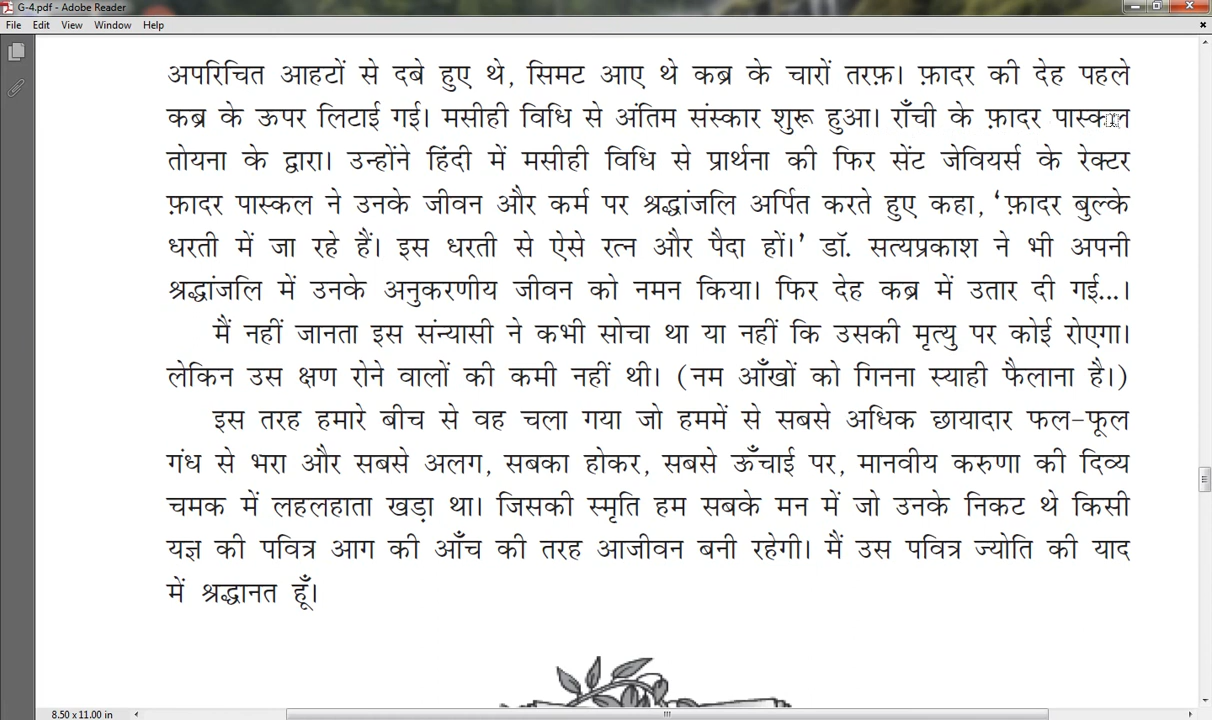 G-4.pdf - Adobe Reader
File Edit View Window Help
अपरिचित आहटों से दबे हुए थे, सिमट आए थे कब्र के चारों तरफ़। फ़ादर की देह पहले
कब्र के ऊपर लिटाई गई। मसीही विधि से अंतिम संस्कार शुरू हुआ। राँची के फ़ादर पास्कल
तोयना के द्वारा। उन्होंने हिंदी में मसीही विधि से प्रार्थना की फिर सेंट जेवियर्स के रेक्टर
फ़ादर पास्कल ने उनके जीवन और कर्म पर श्रद्धांजलि अर्पित करते हुए कहा, ‘फ़ादर बुल्के
धरती में जा रहे हैं। इस धरती से ऐसे रत्न और पैदा हों।’ डॉ. सत्यप्रकाश ने भी अपनी
श्रद्धांजलि में उनके अनुकरणीय जीवन को नमन किया। फिर देह कब्र में उतार दी गई...।
मैं नहीं जानता इस संन्यासी ने कभी सोचा था या नहीं कि उसकी मृत्यु पर कोई रोएगा।
लेकिन उस क्षण रोने वालों की कमी नहीं थी। (नम आँखों को गिनना स्याही फैलाना है।)
इस तरह हमारे बीच से वह चला गया जो हममें से सबसे अधिक छायादार फल-फूल
गंध से भरा और सबसे अलग, सबका होकर, सबसे ऊँचाई पर, मानवीय करुणा की दिव्य
चमक में लहलहाता खड़ा था। जिसकी स्मृति हम सबके मन में जो उनके निकट थे किसी
यज्ञ की पवित्र आग की आँच की तरह आजीवन बनी रहेगी। मैं उस पवित्र ज्योति की याद
में श्रद्धानत हूँ।
8.50 x 11.00 in